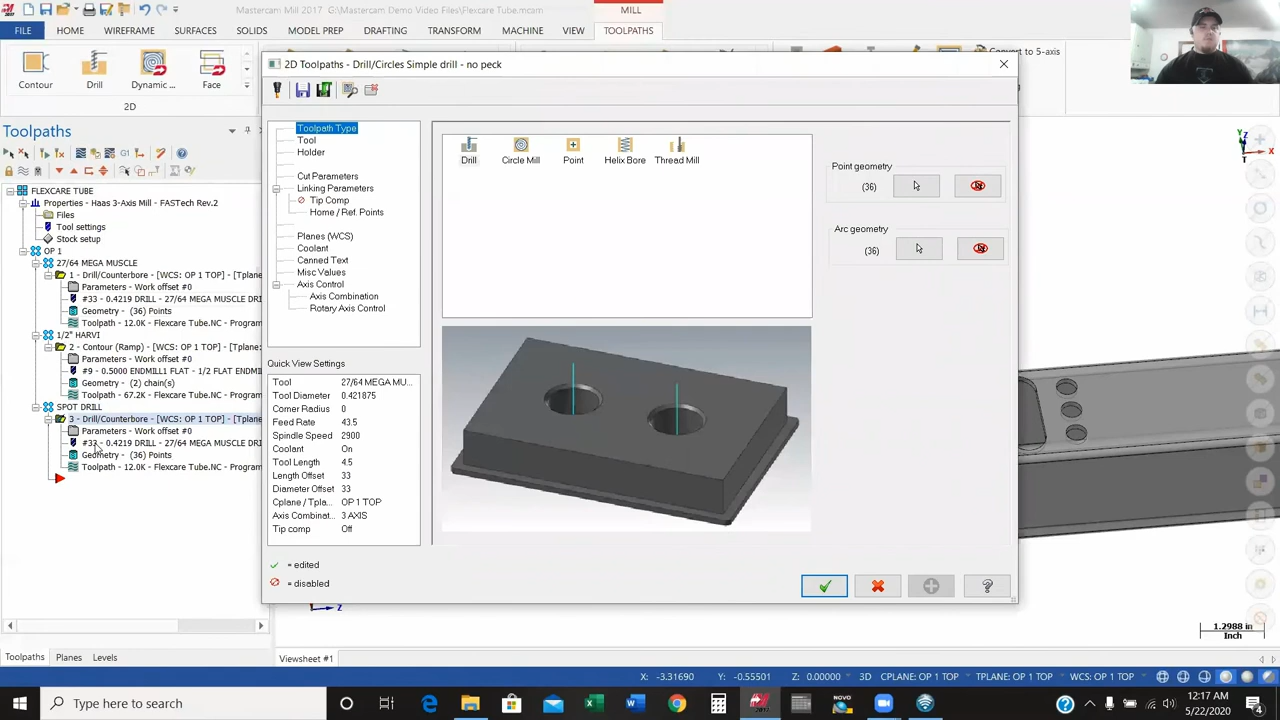 Mastercam Mill 2017 G:\Mastercam Demo Video Files\Flexcare Tube.mcam
MILL
FILE HOME WIREFRAME SURFACES SOLIDS MODEL PREP DRAFTING TRANSFORM MACHINE VIEW TOOLPATHS
Contour Drill Dynamic ... Face
2D
Convert to 5-axis
Toolpaths
FLEXCARE TUBE
Properties - Haas 3-Axis Mill - FASTech Rev.2
Files
Tool settings
Stock setup
OP 1
27/64 MEGA MUSCLE
1 - Drill/Counterbore - [WCS: OP 1 TOP] - [Tplane
Parameters - Work offset #0
#33 - 0.4219 DRILL - 27/64 MEGA MUSCLE DRI
Geometry - (36) Points
Toolpath - 12.0K - Flexcare Tube.NC - Program
1/2" HARVI
2 - Contour (Ramp) - [WCS: OP 1 TOP] - [Tplane:
Parameters - Work offset #0
#9 - 0.5000 ENDMILL1 FLAT - 1/2 FLAT ENDMI
Geometry - (2) chain(s)
Toolpath - 67.2K - Flexcare Tube.NC - Program
SPOT DRILL
3 - Drill/Counterbore - [WCS: OP 1 TOP] - [Tplane
Parameters - Work offset #0
#33 - 0.4219 DRILL - 27/64 MEGA MUSCLE DRI
Geometry - (36) Points
Toolpath - 12.0K - Flexcare Tube.NC - Program
Toolpaths Planes Levels
2D Toolpaths - Drill/Circles Simple drill - no peck
Toolpath Type
Tool
Holder
Cut Parameters
Linking Parameters
Tip Comp
Home / Ref. Points
Planes (WCS)
Coolant
Canned Text
Misc Values
Axis Control
Axis Combination
Rotary Axis Control
Quick View Settings
Tool 27/64 MEGA MU...
Tool Diameter 0.421875
Corner Radius 0
Feed Rate 43.5
Spindle Speed 2900
Coolant On
Tool Length 4.5
Length Offset 33
Diameter Offset 33
Cplane / Tpla... OP 1 TOP
Axis Combinat... 3 AXIS
Tip comp Off
= edited
= disabled
Drill Circle Mill Point Helix Bore Thread Mill
Point geometry
(36)
Arc geometry
(36)
Viewsheet #1
1.2988 in
Inch
X: -3.31690 Y: -0.55501 Z: 0.00000 3D CPLANE: OP 1 TOP TPLANE: OP 1 TOP WCS: OP 1 TOP
Type here to search
12:17 AM
5/22/2020